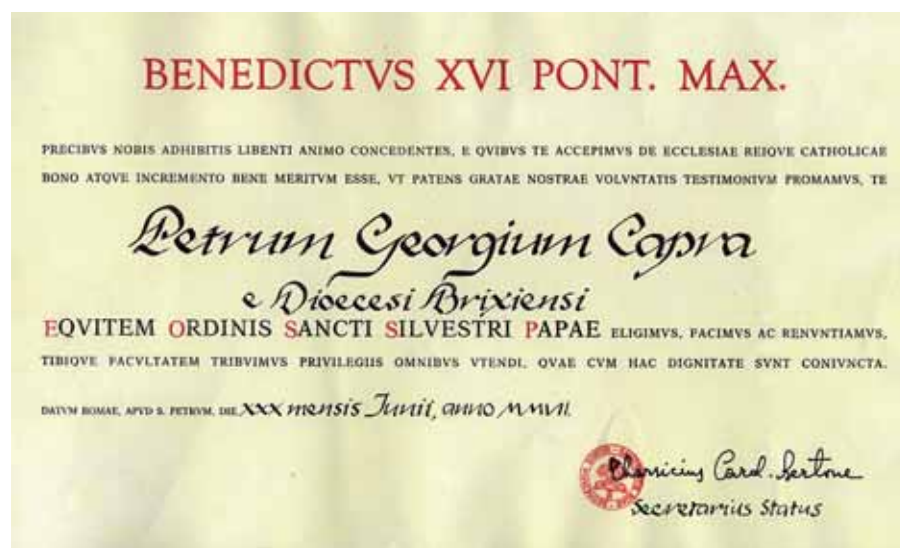 BENEDICTVS XVI PONT. MAX.
PRECIBVS NOBIS ADHIBITIS LIBENTI ANIMO CONCEDENTES, E QVIBVS TE ACCEPIMVS DE ECCLESIAE REIQVE CATHOLICAE
BONO ATQVE INCREMENTO BENE MERITVM ESSE, VT PATENS GRATAE NOSTRAE VOLVNTATIS TESTIMONIVM PROMAMVS, TE
Petrum Georgium Capra
e Dioecesi Brixiensi
EQVITEM ORDINIS SANCTI SILVESTRI PAPAE ELIGIMVS, FACIMVS AC RENVNTIAMVS,
TIBIQVE FACVLTATEM TRIBVIMVS PRIVILEGIIS OMNIBVS VTENDI, QVAE CVM HAC DIGNITATE SVNT CONIVNCTA.
DATVM ROMAE, APVD S. PETRVM, DIE XXX mensis Junii, anno MMVII.
Tharsicius Card. Bertone
Secretarius Status